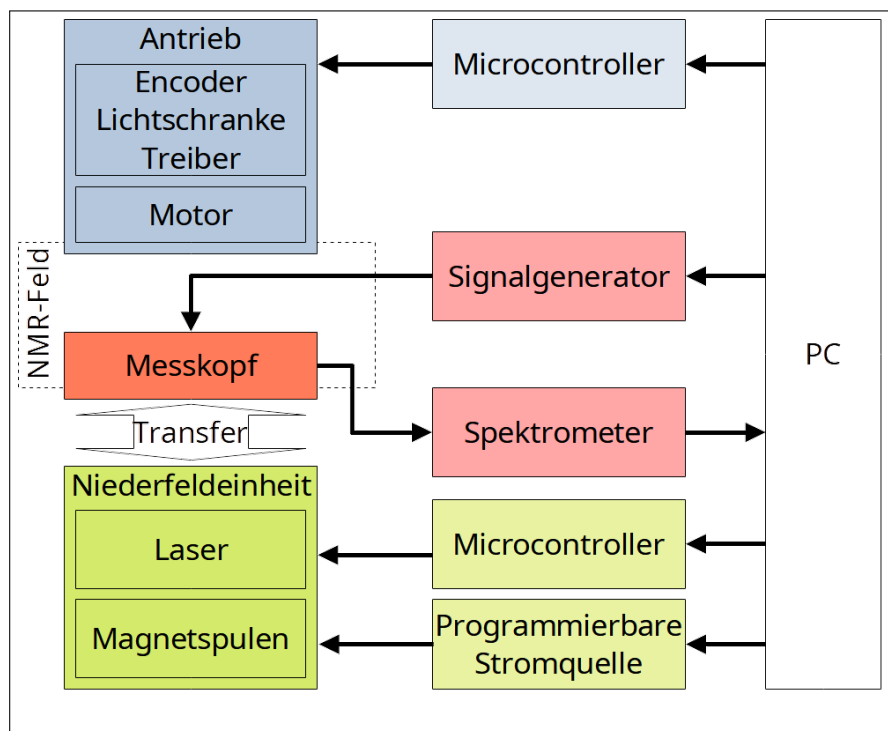 Antrieb
Encoder
Lichtschranke
Treiber
Motor
Microcontroller
NMR-Feld
Signalgenerator
Messkopf
PC
Transfer
Spektrometer
Niederfeldeinheit
Laser
Microcontroller
Magnetspulen
Programmierbare
Stromquelle